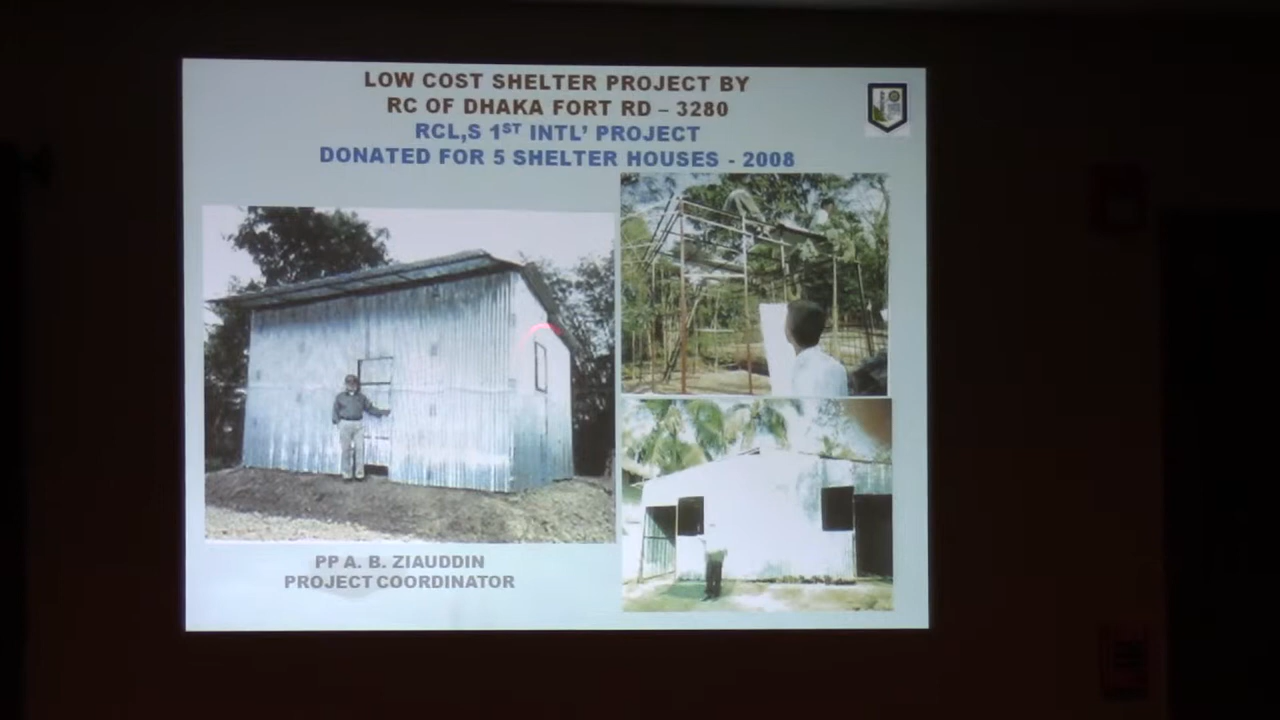 LOW COST SHELTER PROJECT BY
RC OF DHAKA FORT RD – 3280
RCL,S 1ST INTL' PROJECT
DONATED FOR 5 SHELTER HOUSES - 2008
PP A. B. ZIAUDDIN
PROJECT COORDINATOR